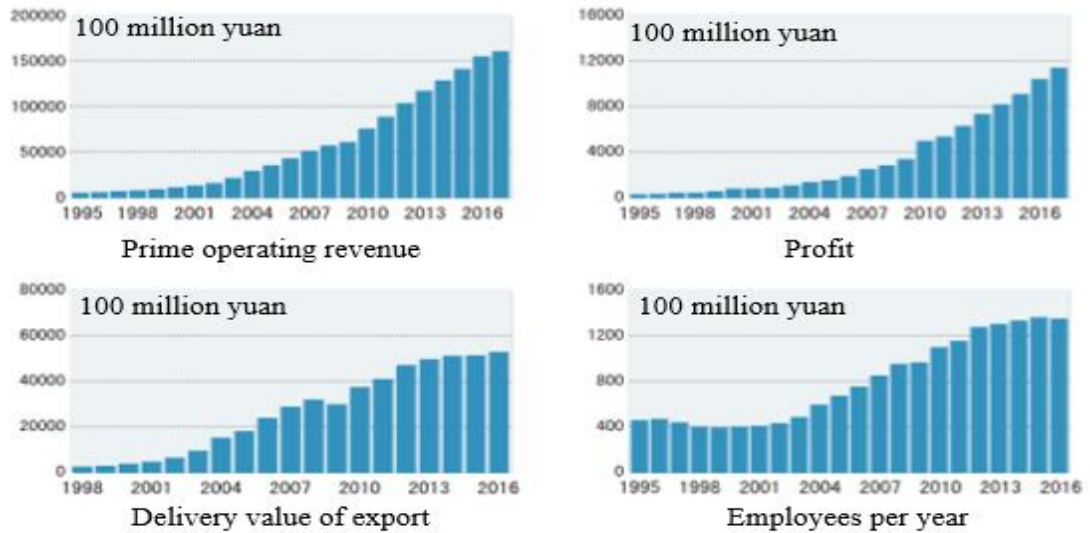 200000
100 million yuan
150000
100000
50000
0
1995 1998 2001 2004 2007 2010 2013 2016
Prime operating revenue
16000
100 million yuan
12000
8000
4000
0
1995 1998 2001 2004 2007 2010 2013 2016
Profit
80000
100 million yuan
60000
40000
20000
0
1998 2001 2004 2007 2010 2013 2016
Delivery value of export
1600
100 million yuan
1200
800
400
0
1995 1998 2001 2004 2007 2010 2013 2016
Employees per year